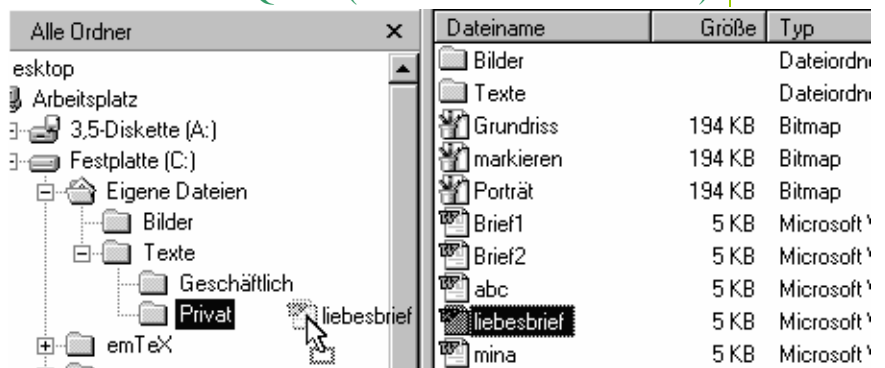 Alle Ordner
esktop
Arbeitsplatz
3,5-Diskette (A:)
Festplatte (C:)
Eigene Dateien
Bilder
Texte
Geschäftlich
Privat
liebesbrief
emTeX
Dateiname Größe Typ
Bilder Dateiordn
Texte Dateiordn
Grundriss 194 KB Bitmap
markieren 194 KB Bitmap
Porträt 194 KB Bitmap
Brief1 5 KB Microsoft
Brief2 5 KB Microsoft
abc 5 KB Microsoft
liebesbrief 5 KB Microsoft
mina 5 KB Microsoft